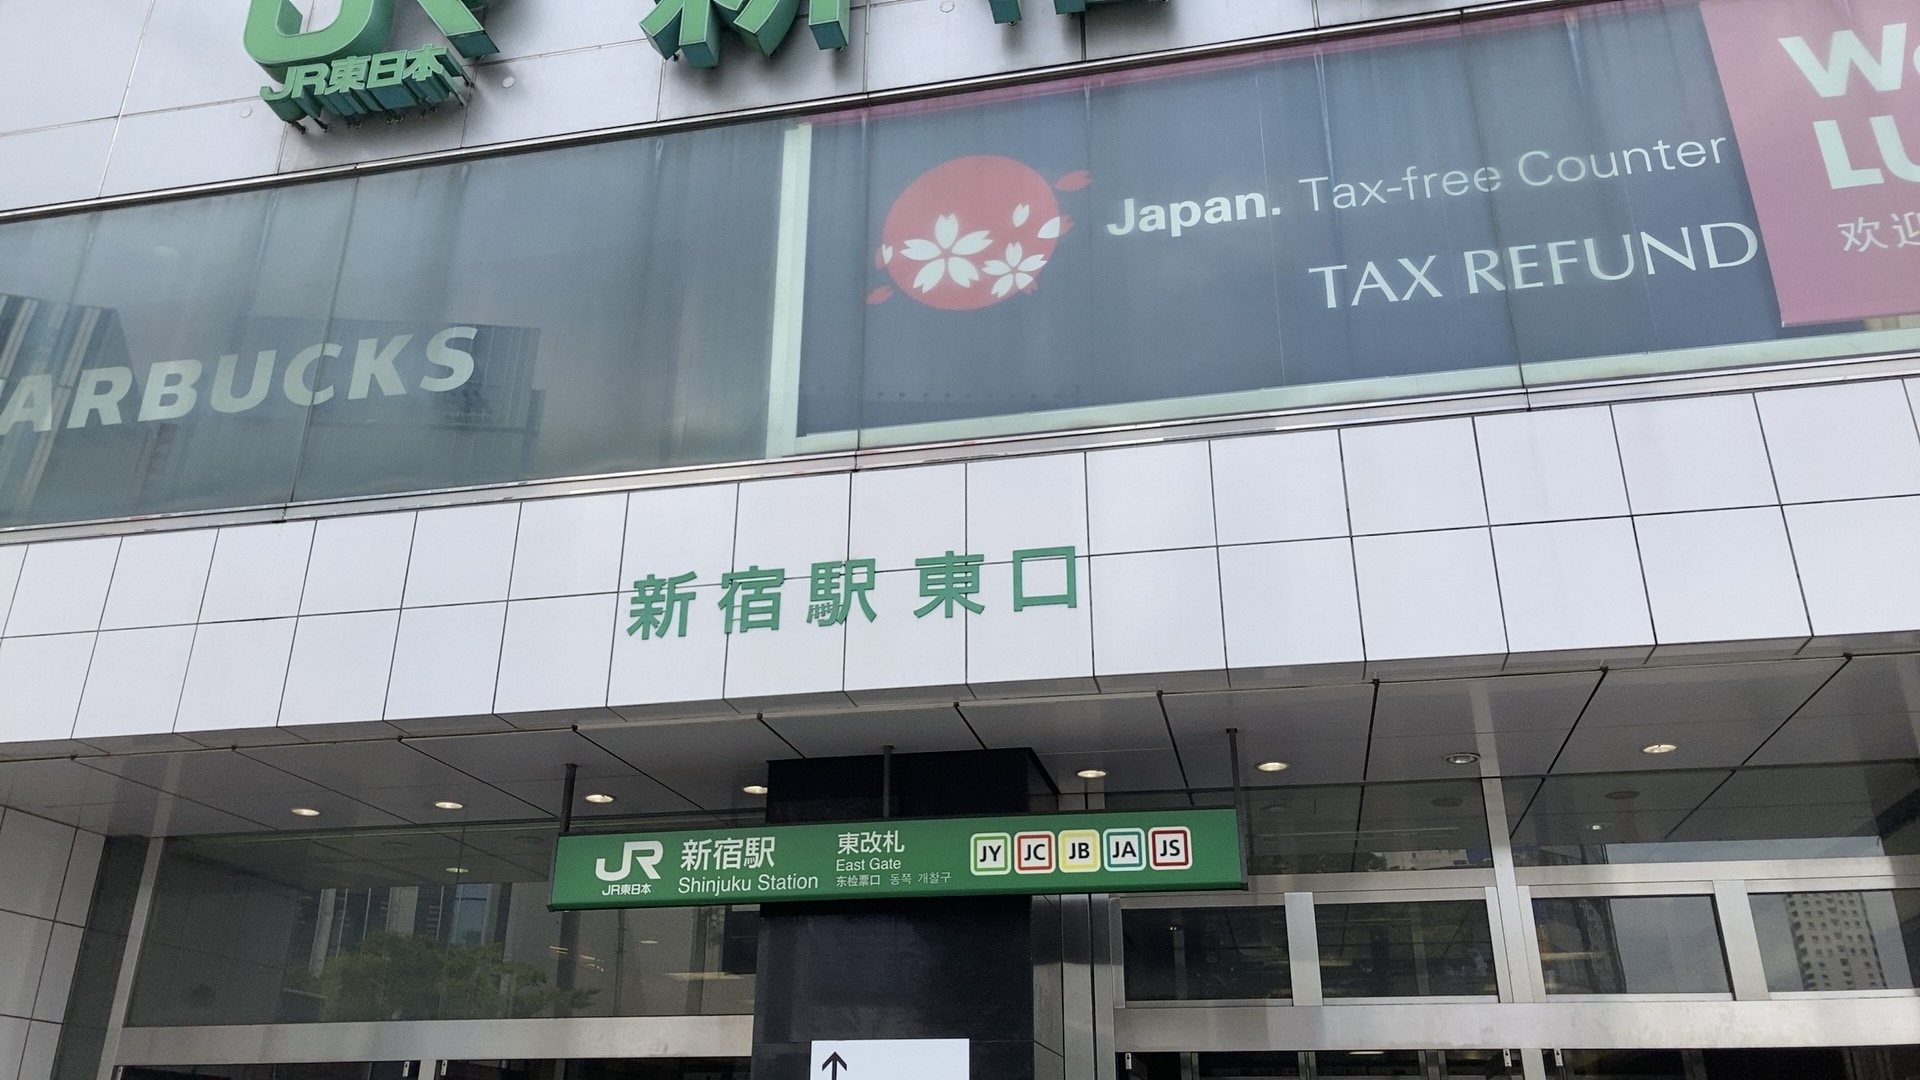 JR東日本
Japan. Tax-free Counter
TAX REFUND
ARBUCKS
新宿駅 東口
JR 新宿駅 東改札 JY JC JB JA JS
JR東日本 Shinjuku Station East Gate
东检票口 동쪽 개찰구